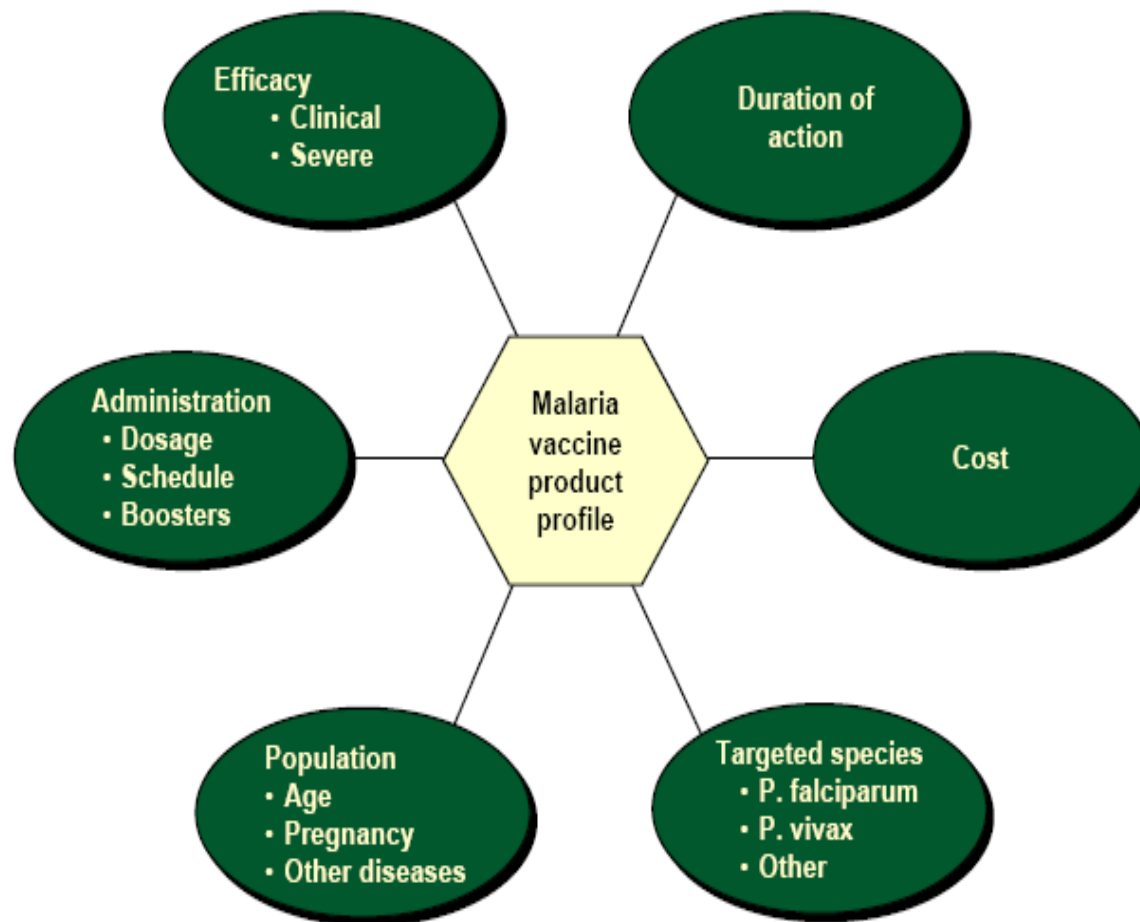 Efficacy
• Clinical
• Severe
Duration of
action
Administration
• Dosage
• Schedule
• Boosters
Malaria
vaccine
product
profile
Cost
Population
• Age
• Pregnancy
• Other diseases
Targeted species
• P. falciparum
• P. vivax
• Other